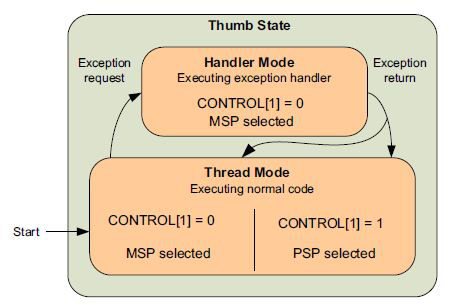 Thumb State
Exception
request
Handler Mode
Executing exception handler
CONTROL[1] = 0
MSP selected
Exception
return
Thread Mode
Executing normal code
Start
CONTROL[1] = 0
MSP selected
CONTROL[1] = 1
PSP selected